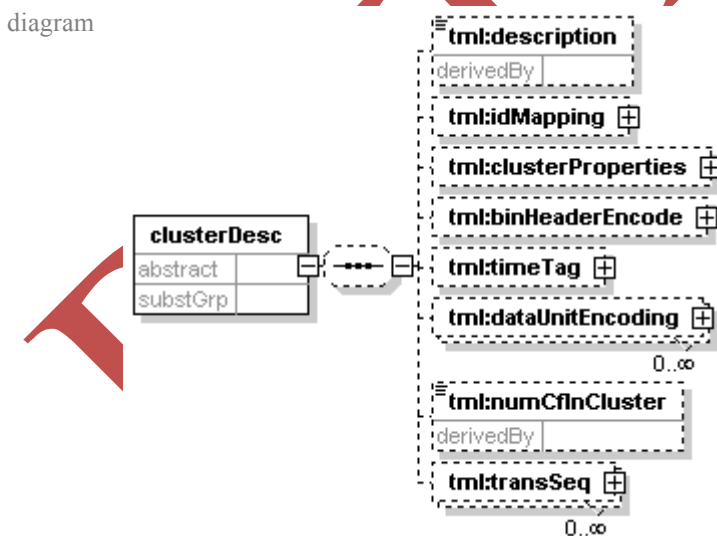 diagram
tml:description
derivedBy
tml:idMapping
tml:clusterProperties
tml:binHeaderEncode
clusterDesc
abstract
substGrp
tml:timeTag
tml:dataUnitEncoding
0..∞
tml:numCfInCluster
derivedBy
tml:transSeq
0..∞